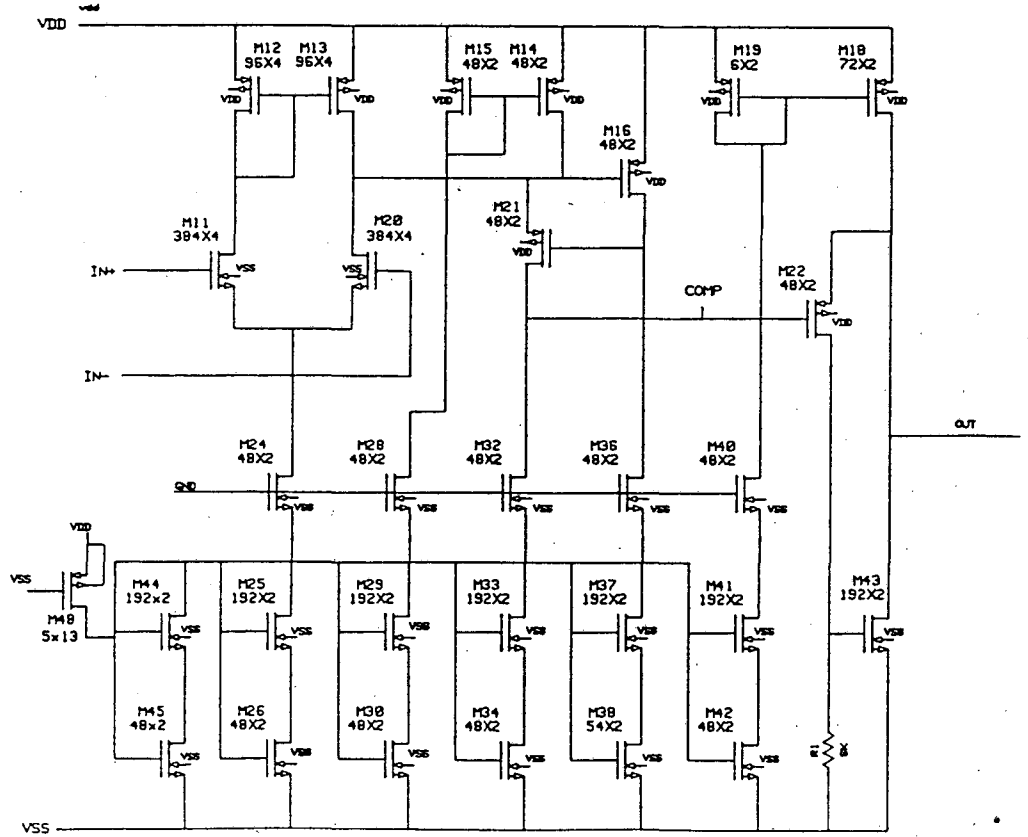 vdd
VDD
M12 M13 M15 M14 M19 M18
96X4 96X4 48X2 48X2 6X2 72X2
VDD VDD VDD VDD VDD VDD
M16
48X2
VDD
M11 M20 M21
384X4 384X4 48X2
VSS VSS VDD
IN+
M22
48X2
COMP
VDD
IN-
OUT
M24 M28 M32 M36 M40
48X2 48X2 48X2 48X2 48X2
GND
VSS VSS VSS VSS VSS
VDD
VSS
M48
5x13
M44 M25 M29 M33 M37 M41 M43
192x2 192X2 192X2 192X2 192X2 192X2 192X2
VSS VSS VSS VSS VSS VSS VSS
M45 M26 M30 M34 M38 M42
48x2 48X2 48X2 48X2 54X2 48X2
VSS VSS VSS VSS VSS VSS
R1
VSS